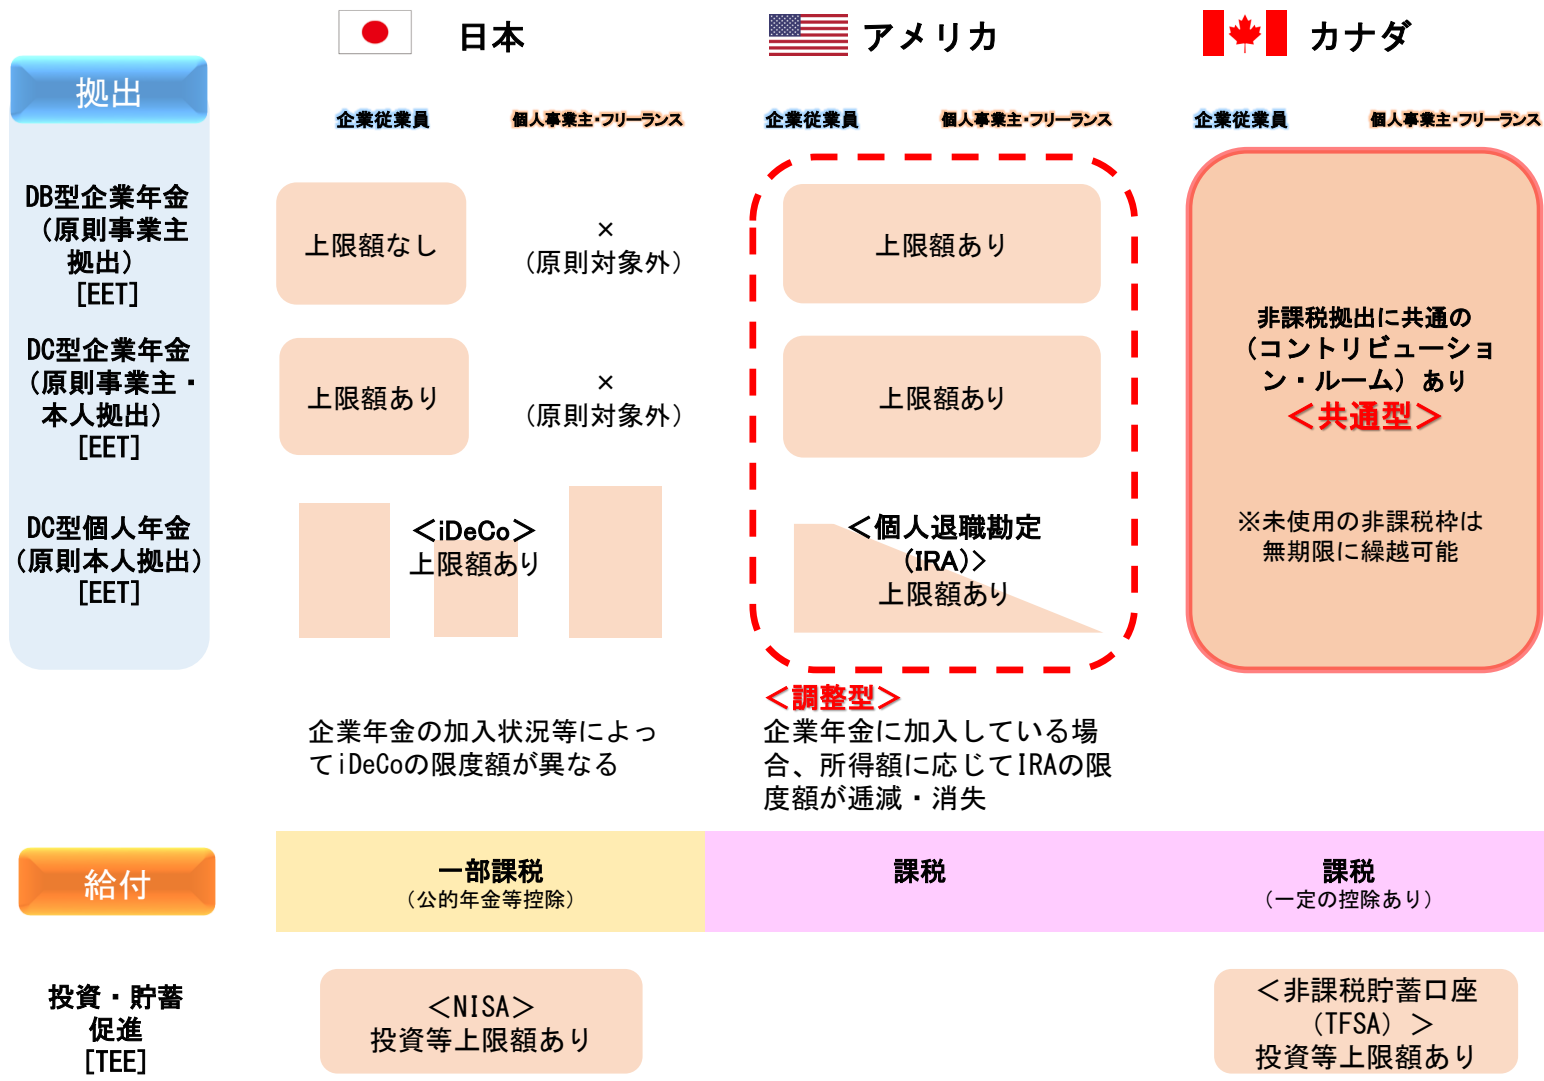 日本
アメリカ
カナダ
拠出
企業従業員
個人事業主・フリーランス
企業従業員
個人事業主・フリーランス
企業従業員
個人事業主・フリーランス
DB型企業年金
（原則事業主
拠出）
[EET]
上限額なし
×
（原則対象外）
上限額あり
DC型企業年金
（原則事業主・
本人拠出）
[EET]
上限額あり
×
（原則対象外）
上限額あり
DC型個人年金
（原則本人拠出）
[EET]
＜iDeCo＞
上限額あり
＜個人退職勘定
(IRA)>
上限額あり
非課税拠出に共通の
（コントリビューショ
ン・ルーム）あり
＜共通型＞
※未使用の非課税枠は
無期限に繰越可能
企業年金の加入状況等によっ
てiDeCoの限度額が異なる
＜調整型＞
企業年金に加入している場
合、所得額に応じてIRAの限
度額が逓減・消失
給付
一部課税
（公的年金等控除）
課税
課税
（一定の控除あり）
投資・貯蓄
促進
[TEE]
＜NISA＞
投資等上限額あり
＜非課税貯蓄口座
（TFSA）＞
投資等上限額あり